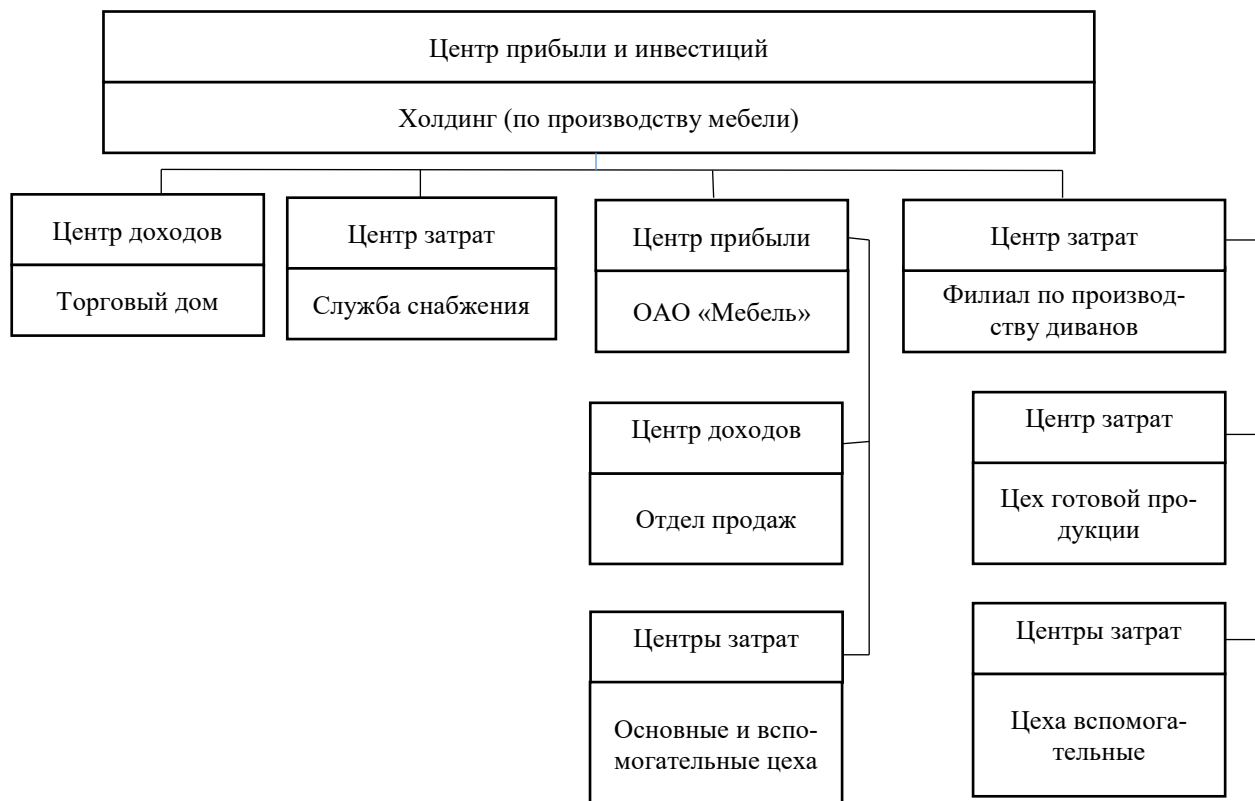 Центр прибыли и инвестиций
Холдинг (по производству мебели)
Центр доходов
Торговый дом
Центр затрат
Служба снабжения
Центр прибыли
ОАО «Мебель»
Центр затрат
Филиал по производ-
ству диванов
Центр доходов
Отдел продаж
Центр затрат
Цех готовой про-
дукции
Центры затрат
Основные и вспо-
могательные цеха
Центры затрат
Цеха вспомога-
тельные